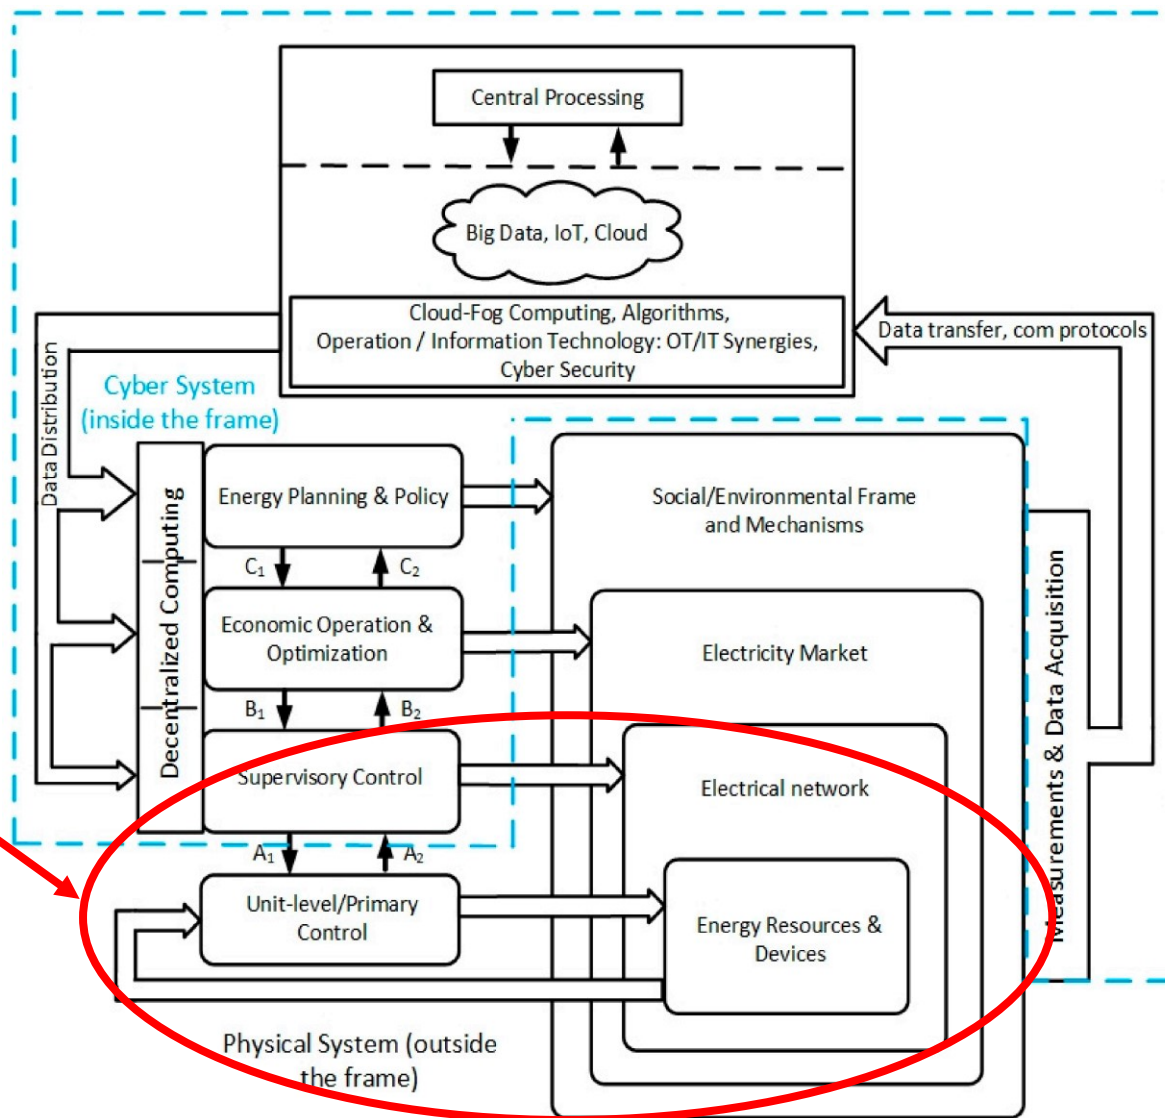 Central Processing
Big Data, IoT, Cloud
Cloud-Fog Computing, Algorithms,
Operation / Information Technology: OT/IT Synergies,
Cyber Security
Data transfer, com protocols
Data Distribution
Cyber System
(inside the frame)
Decentralized Computing
Energy Planning & Policy
C₁
C₂
Economic Operation &
Optimization
B₁
B₂
Supervisory Control
A₁
A₂
Unit-level/Primary
Control
Social/Environmental Frame
and Mechanisms
Electricity Market
Electrical network
Energy Resources &
Devices
Measurements & Data Acquisition
Physical System (outside
the frame)